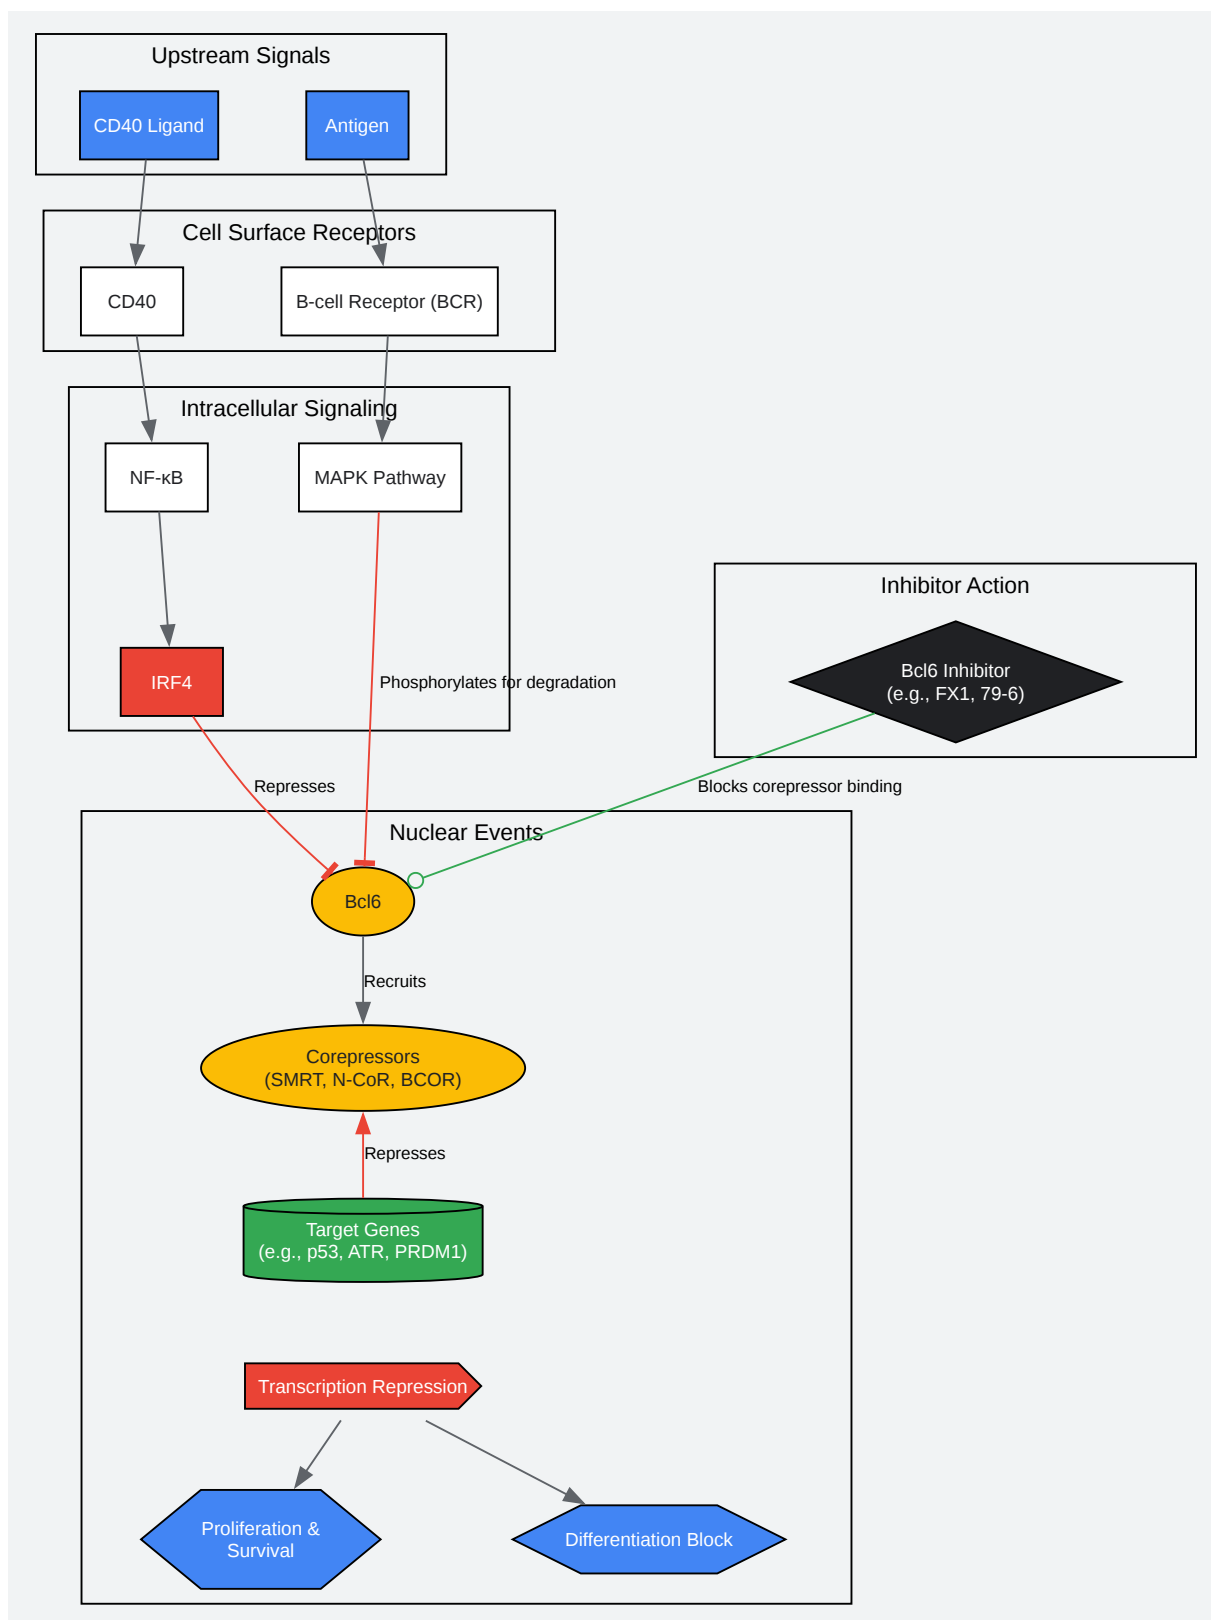 Upstream Signals
CD40 Ligand
Antigen
Cell Surface Receptors
CD40
B-cell Receptor (BCR)
Intracellular Signaling
NF-κB
MAPK Pathway
Inhibitor Action
Bcl6 Inhibitor
(e.g., FX1, 79-6)
IRF4
Phosphorylates for degradation
Represses
Blocks corepressor binding
Nuclear Events
Bcl6
Recruits
Corepressors
(SMRT, N-CoR, BCOR)
Represses
Target Genes
(e.g., p53, ATR, PRDM1)
Transcription Repression
Proliferation &
Survival
Differentiation Block